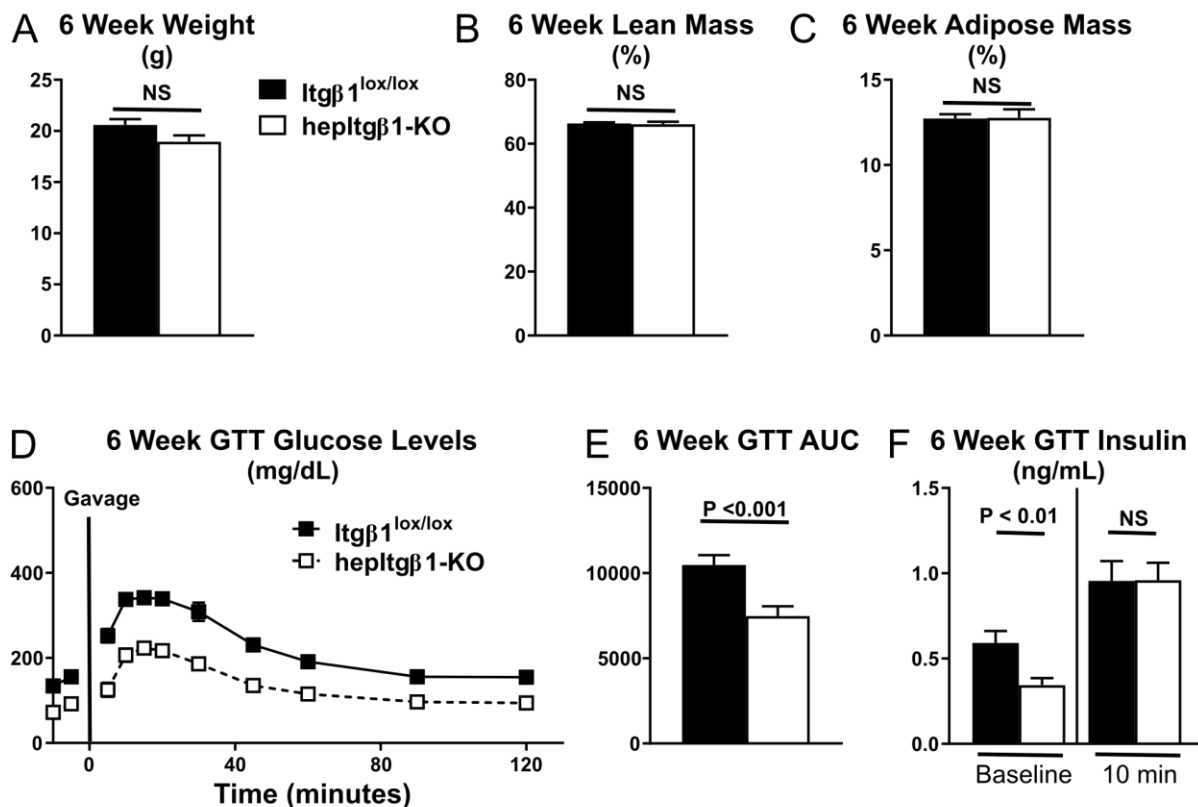 A 6 Week Weight
(g)
25
20
15
10
5
0
NS
Itgβ1lox/lox
hepItgβ1-KO
B 6 Week Lean Mass
(%)
80
60
40
20
0
NS
C 6 Week Adipose Mass
(%)
15
10
5
0
NS
D 6 Week GTT Glucose Levels
(mg/dL)
600
400
200
0
Gavage
Itgβ1lox/lox
hepItgβ1-KO
0 40 80 120
Time (minutes)
E 6 Week GTT AUC
15000
10000
5000
0
P <0.001
F 6 Week GTT Insulin
(ng/mL)
1.5
1.0
0.5
0.0
P < 0.01
NS
Baseline 10 min